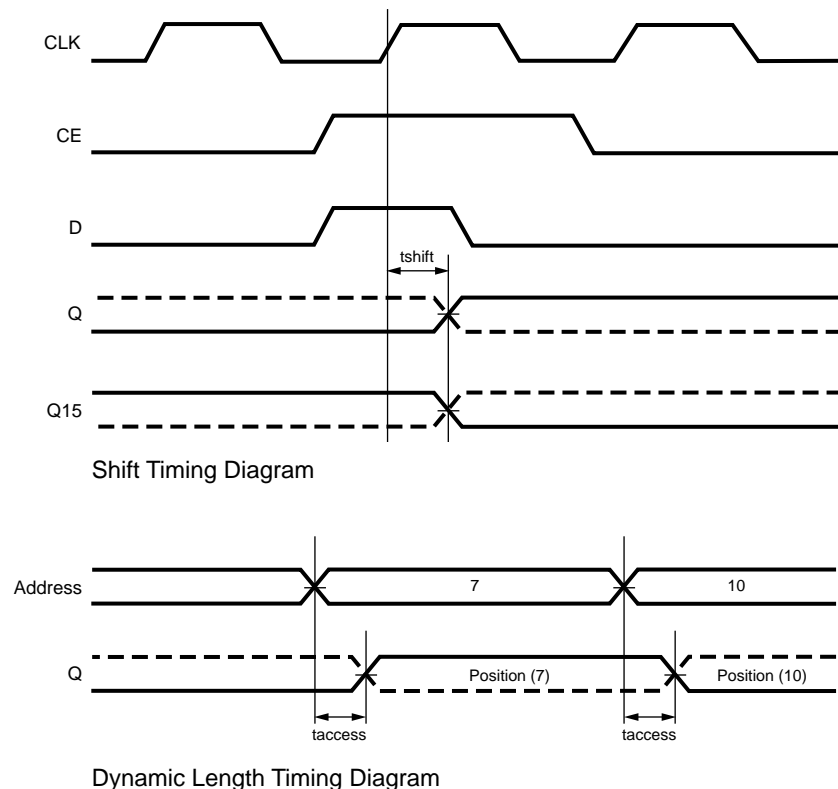 CLK
CE
D
tshift
Q
Q15
Shift Timing Diagram
Address 7 10
Q Position (7) Position (10)
taccess taccess
Dynamic Length Timing Diagram